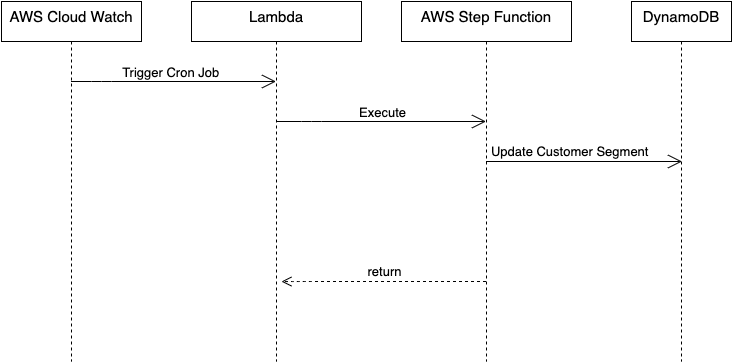 AWS Cloud Watch
Lambda
AWS Step Function
DynamoDB
Trigger Cron Job
Execute
Update Customer Segment
return